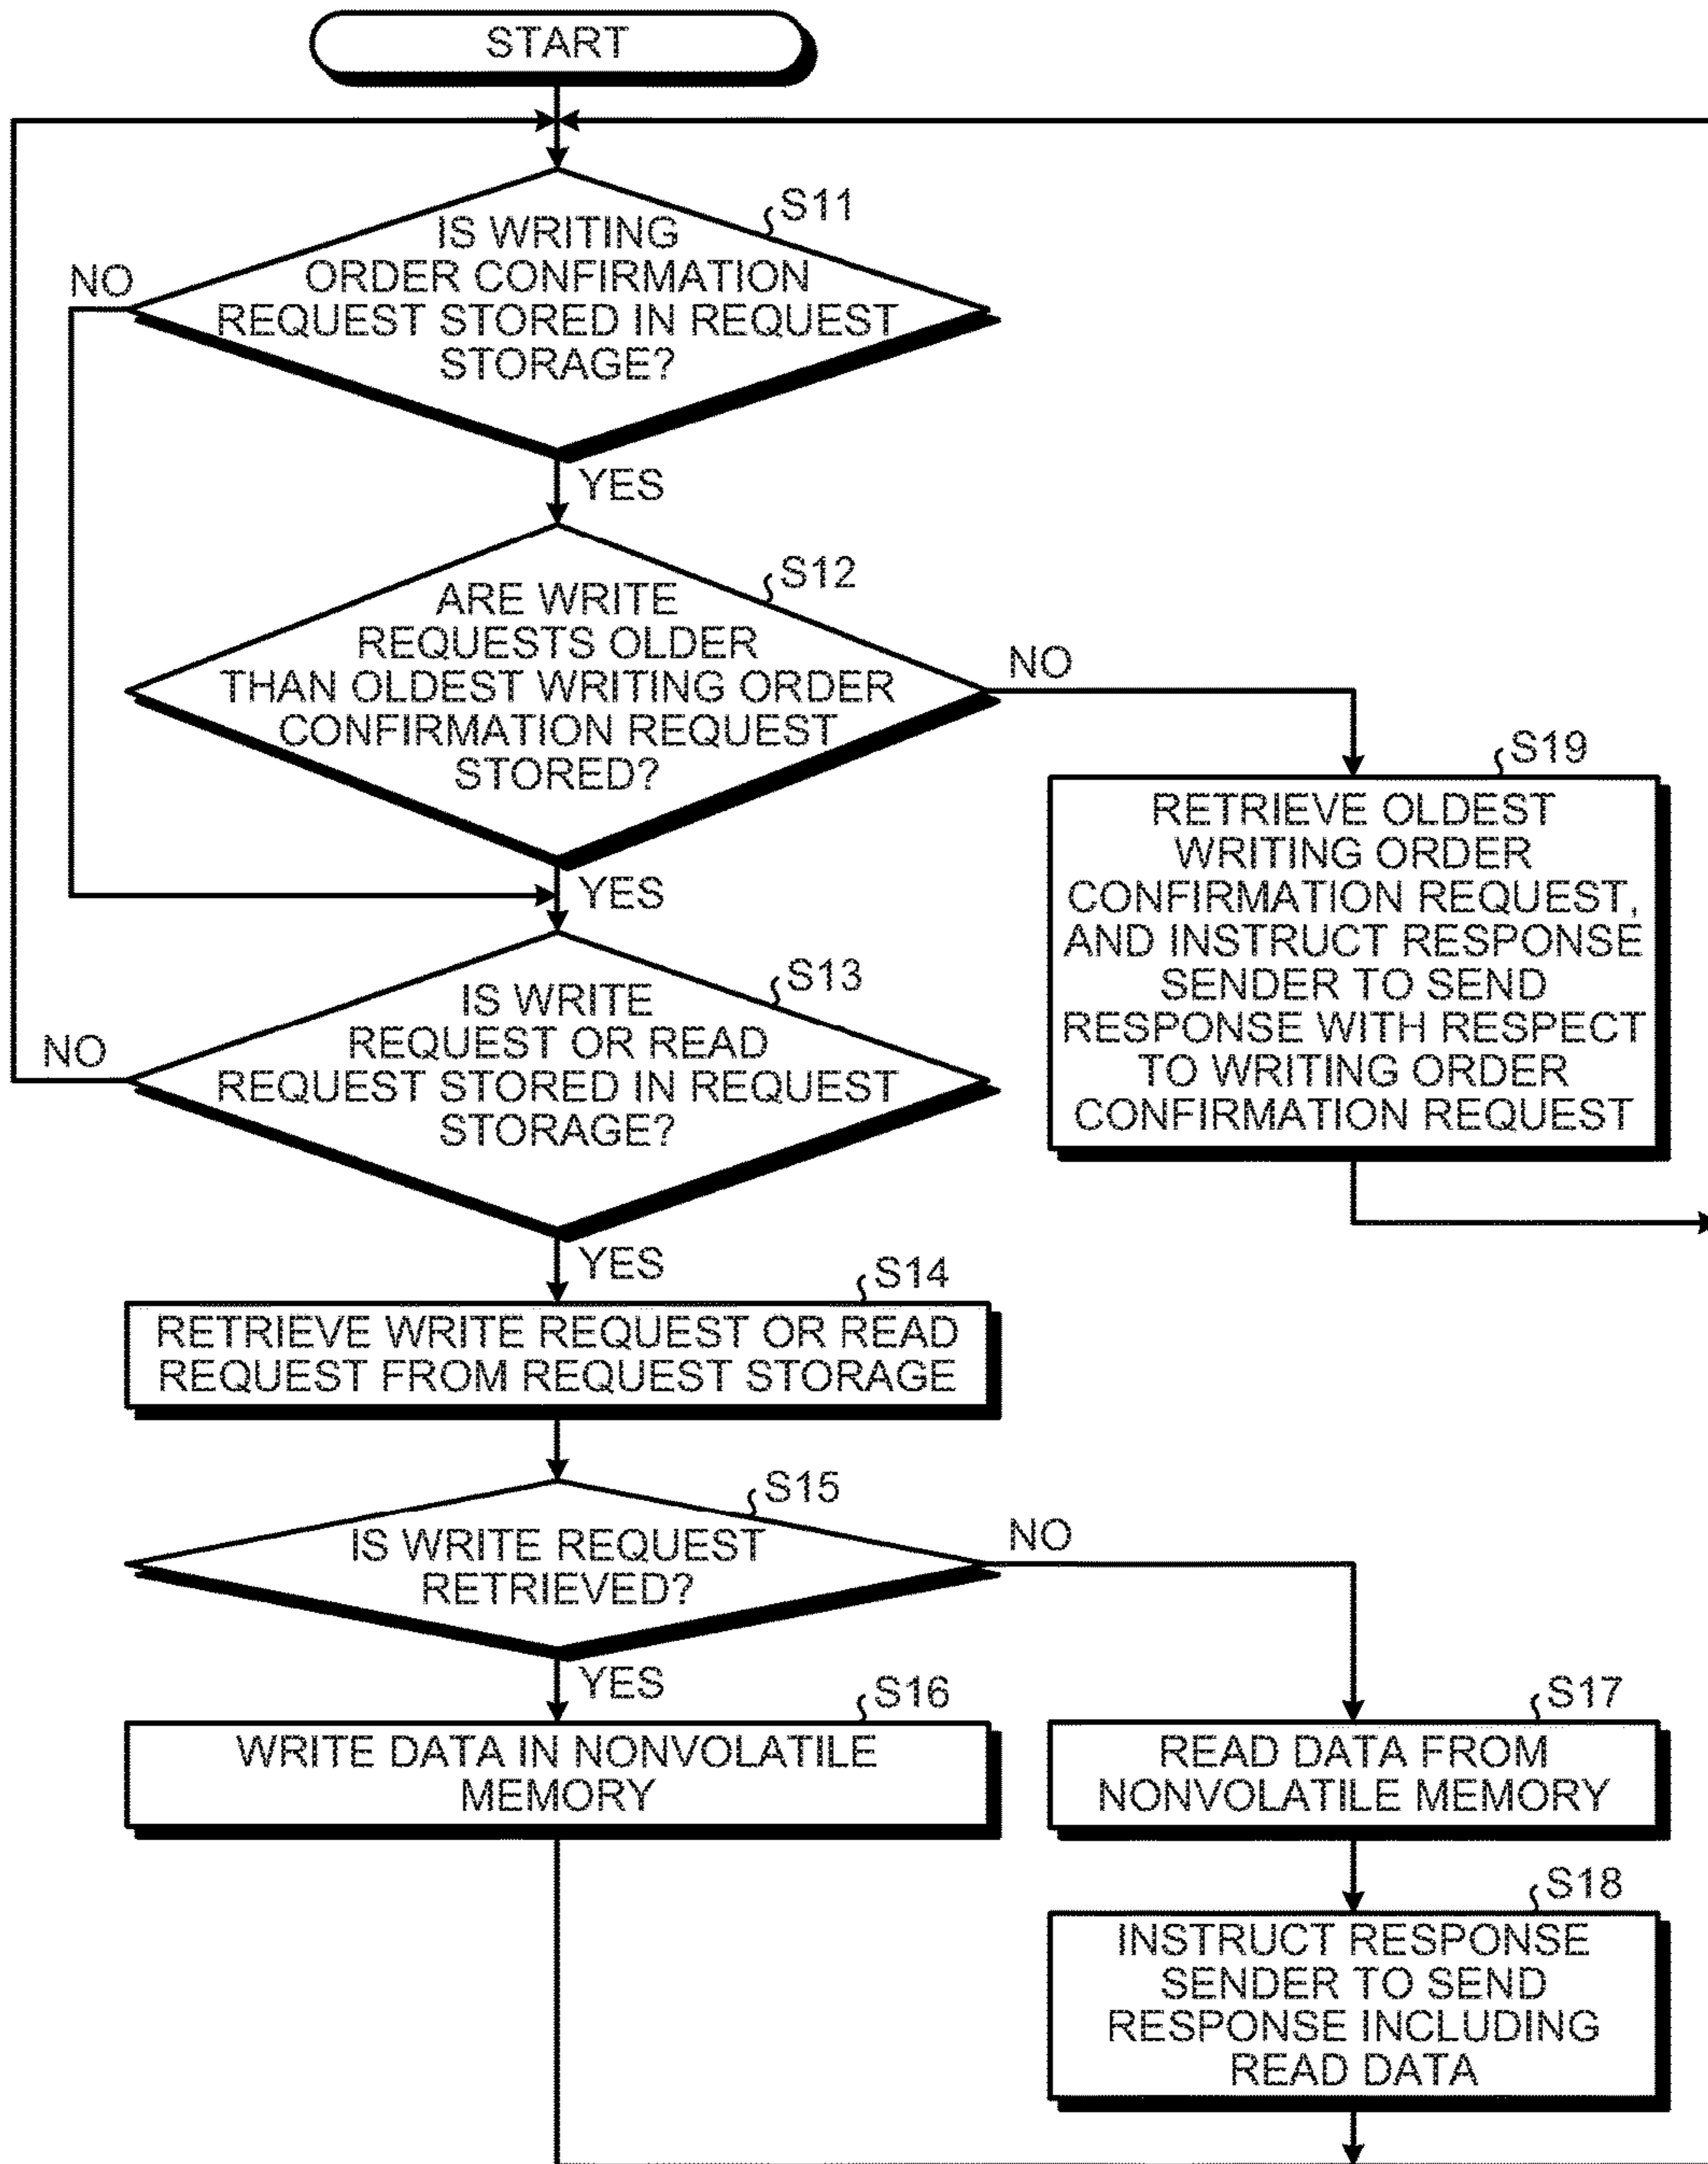 START
S11
IS WRITING
ORDER CONFIRMATION
REQUEST STORED IN REQUEST
STORAGE?
NO
YES
S12
ARE WRITE
REQUESTS OLDER
THAN OLDEST WRITING ORDER
CONFIRMATION REQUEST
STORED?
NO
YES
S19
RETRIEVE OLDEST
WRITING ORDER
CONFIRMATION REQUEST,
AND INSTRUCT RESPONSE
SENDER TO SEND
RESPONSE WITH RESPECT
TO WRITING ORDER
CONFIRMATION REQUEST
S13
IS WRITE
REQUEST OR READ
REQUEST STORED IN REQUEST
STORAGE?
NO
YES
S14
RETRIEVE WRITE REQUEST OR READ
REQUEST FROM REQUEST STORAGE
S15
IS WRITE REQUEST
RETRIEVED?
NO
YES
S16
WRITE DATA IN NONVOLATILE
MEMORY
S17
READ DATA FROM
NONVOLATILE MEMORY
S18
INSTRUCT RESPONSE
SENDER TO SEND
RESPONSE INCLUDING
READ DATA